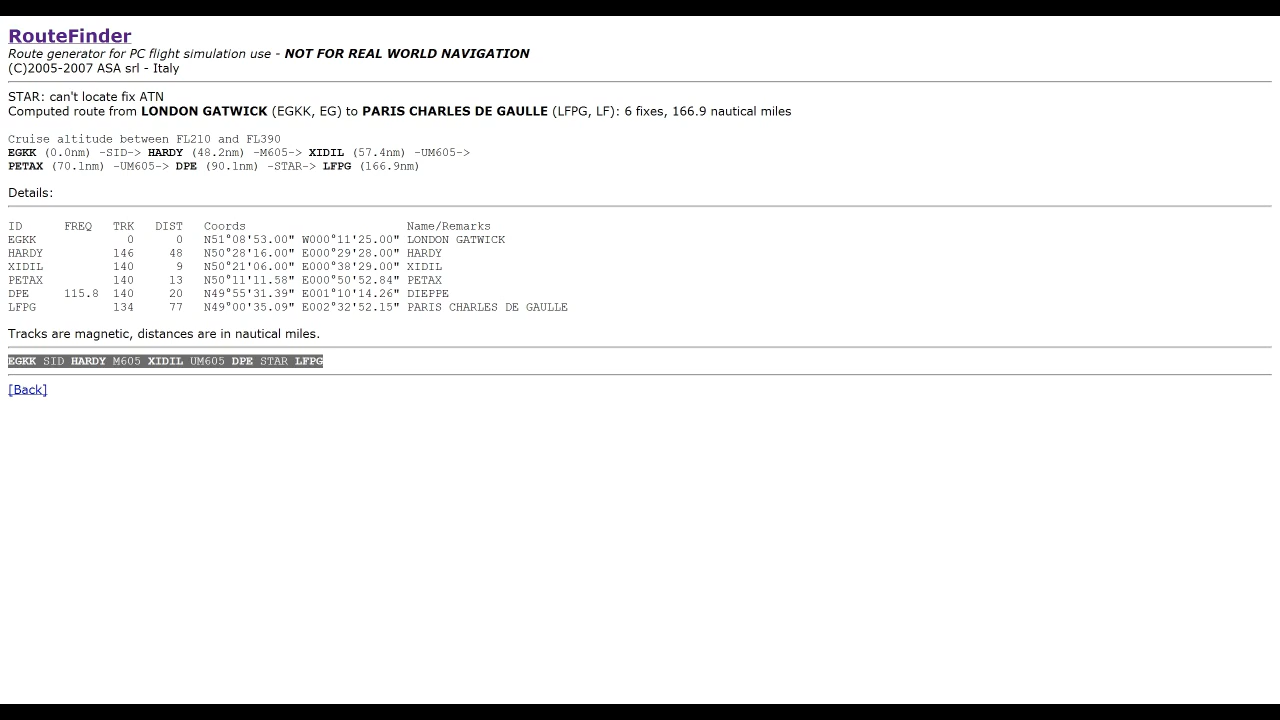 RouteFinder
Route generator for PC flight simulation use - NOT FOR REAL WORLD NAVIGATION
(C)2005-2007 ASA srl - Italy
STAR: can't locate fix ATN
Computed route from LONDON GATWICK (EGKK, EG) to PARIS CHARLES DE GAULLE (LFPG, LF): 6 fixes, 166.9 nautical miles
Cruise altitude between FL210 and FL390
EGKK (0.0nm) -SID-> HARDY (48.2nm) -M605-> XIDIL (57.4nm) -UM605->
PETAX (70.1nm) -UM605-> DPE (90.1nm) -STAR-> LFPG (166.9nm)
Details:
ID FREQ TRK DIST Coords Name/Remarks
EGKK 0 0 N51°08'53.00" W000°11'25.00" LONDON GATWICK
HARDY 146 48 N50°28'16.00" E000°29'28.00" HARDY
XIDIL 140 9 N50°21'06.00" E000°38'29.00" XIDIL
PETAX 140 13 N50°11'11.58" E000°50'52.84" PETAX
DPE 115.8 140 20 N49°55'31.39" E001°10'14.26" DIEPPE
LFPG 134 77 N49°00'35.09" E002°32'52.15" PARIS CHARLES DE GAULLE
Tracks are magnetic, distances are in nautical miles.
EGKK SID HARDY M605 XIDIL UM605 DPE STAR LFPG
[Back]